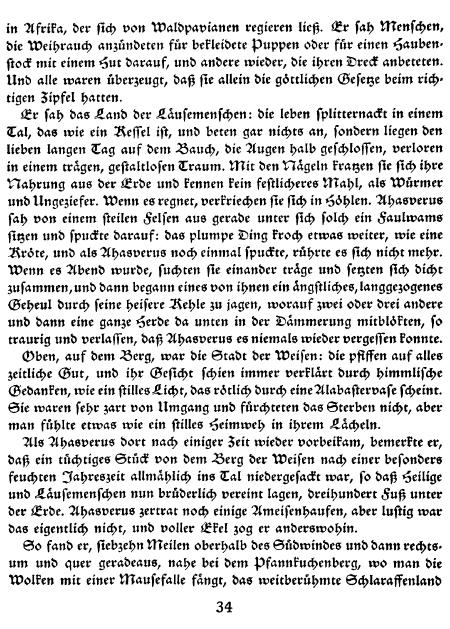 in Afrika, der sich von Waldpavianen regieren ließ. Er sah Menschen,
die Weihrauch anzündeten für bekleidete Puppen oder für einen Hauben-
stock mit einem Hut darauf, und andere wieder, die ihren Dreck anbeteten.
Und alle waren überzeugt, daß sie allein die göttlichen Gesetze beim rich-
tigen Zipfel hatten.
Er sah das Land der Läusemenschen: die leben splitternackt in einem
Tal, das wie ein Kessel ist, und beten gar nichts an, sondern liegen den
lieben langen Tag auf dem Bauch, die Augen halb geschlossen, verloren
in einem trägen, gestaltlosen Traum. Mit den Nägeln kratzen sie sich ihre
Nahrung aus der Erde und kennen kein festlicheres Mahl, als Würmer
und Ungeziefer. Wenn es regnet, verkriechen sie sich in Höhlen. Ahasverus
sah von einem steilen Felsen aus gerade unter sich solch ein Faulwams
sitzen und spuckte darauf: das plumpe Ding kroch etwas weiter, wie eine
Kröte, und als Ahasverus noch einmal spuckte, rührte es sich nicht mehr.
Wenn es Abend wurde, suchten sie einander träge und setzten sich dicht
zusammen, und dann begann eines von ihnen ein ängstliches, langgezogenes
Geheul durch seine heisere Kehle zu jagen, worauf zwei oder drei andere
und dann eine ganze Herde da unten in der Dämmerung mitblökten, so
traurig und verlassen, daß Ahasverus es niemals wieder vergessen konnte.
Oben, auf dem Berg, war die Stadt der Weisen: die pfiffen auf alles
zeitliche Gut, und ihr Gesicht schien immer verklärt durch himmlische
Gedanken, wie ein stilles Licht, das rötlich durch eine Alabastervase scheint.
Sie waren sehr zart von Umgang und fürchteten das Sterben nicht, aber
man fühlte etwas wie ein stilles Heimweh in ihrem Lächeln.
Als Ahasverus dort nach einiger Zeit wieder vorbeikam, bemerkte er,
daß ein tüchtiges Stück von dem Berg der Weisen nach einer besonders
feuchten Jahreszeit allmählich ins Tal niedergesackt war, so daß Heilige
und Läusemenschen nun brüderlich vereint lagen, dreihundert Fuß unter
der Erde. Ahasverus zertrat noch einige Ameisenhaufen, aber lustig war
das eigentlich nicht, und voller Ekel zog er anderswohin.
So fand er, siebzehn Meilen oberhalb des Südwindes und dann rechts-
um und quer geradeaus, nahe bei dem Pfannkuchenberg, wo man die
Wolken mit einer Mausefalle fängt, das weitberühmte Schlaraffenland
34